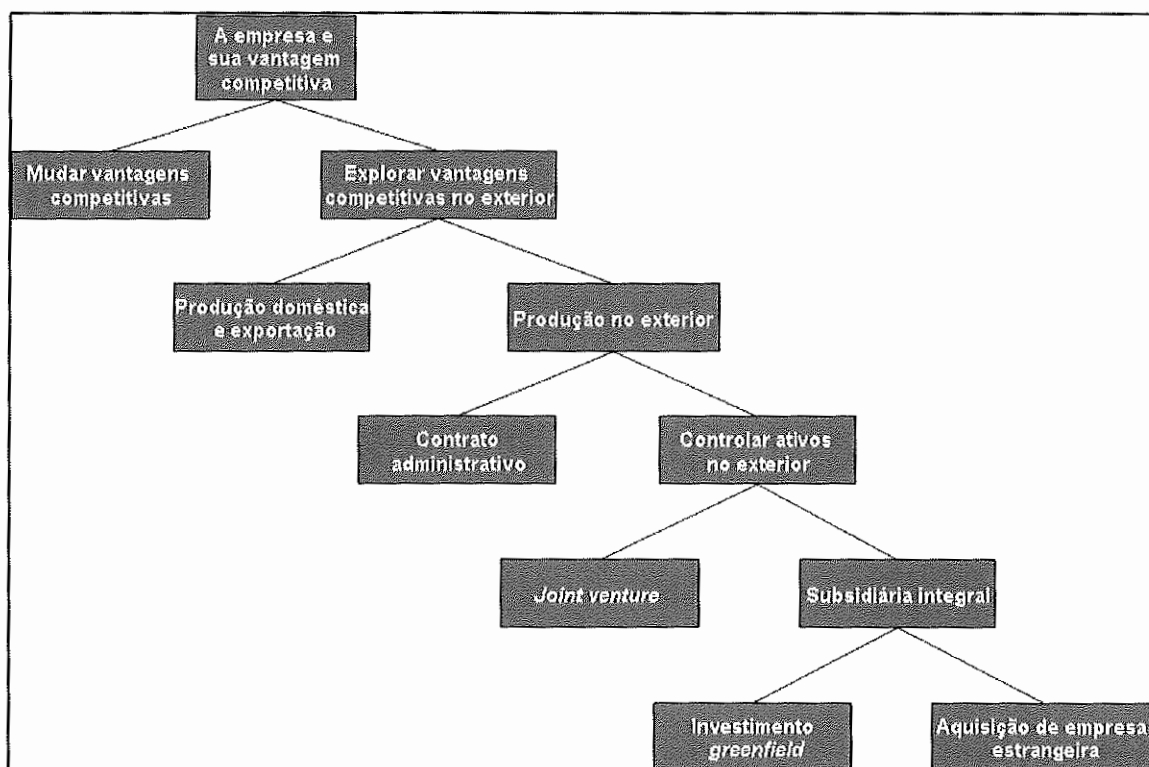 A empresa e
sua vantagem
competitiva
Mudar vantagens
competitivas
Explorar vantagens
competitivas no exterior
Produção doméstica
e exportação
Produção no exterior
Contrato
administrativo
Controlar ativos
no exterior
Joint venture
Subsidiária integral
Investimento
greenfield
Aquisição de empresa
estrangeira